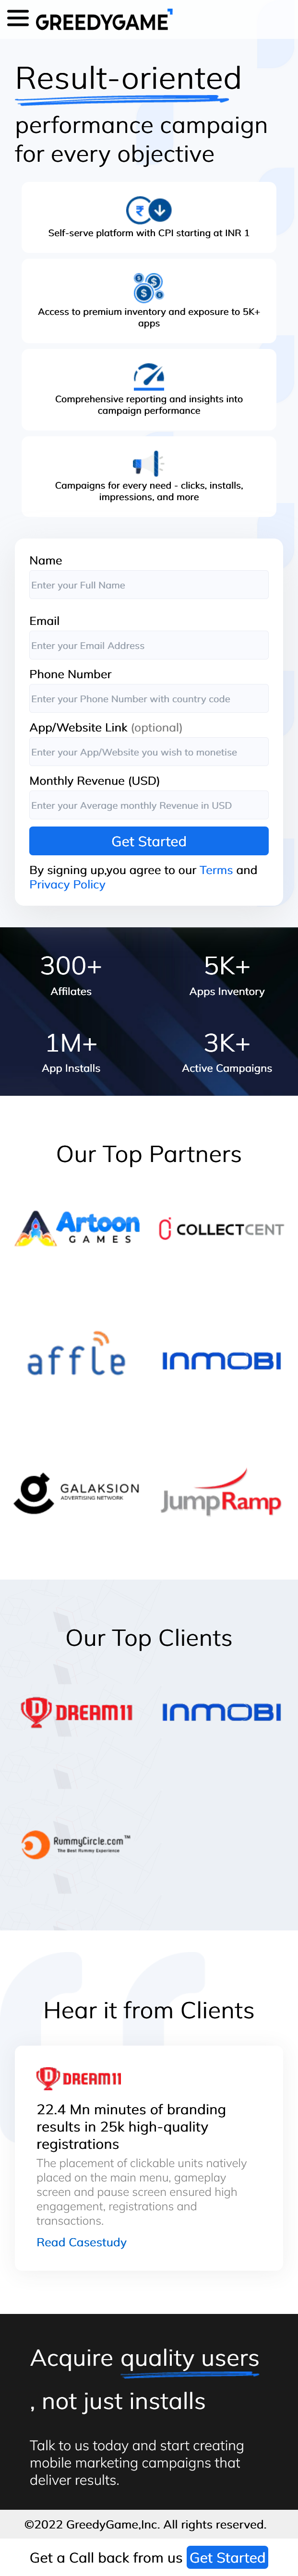 GREEDYGAME
Result-oriented
performance campaign
for every objective
Self-serve platform with CPI starting at INR 1
Access to premium inventory and exposure to 5K+
apps
Comprehensive reporting and insights into
campaign performance
Campaigns for every need - clicks, installs,
impressions, and more
Name
Enter your Full Name
Email
Enter your Email Address
Phone Number
Enter your Phone Number with country code
App/Website Link (optional)
Enter your App/Website you wish to monetise
Monthly Revenue (USD)
Enter your Average monthly Revenue in USD
Get Started
By signing up,you agree to our Terms and
Privacy Policy
300+ 5K+
Affilates Apps Inventory
1M+ 3K+
App Installs Active Campaigns
Our Top Partners
Artoon
GAMES
COLLECTCENT
affle
INMOBI
GALAKSION
ADVERTISING NETWORK
JumpRamp
Our Top Clients
DREAM11
INMOBI
RummyCircle.com™
The Best Rummy Experience
Hear it from Clients
DREAM11
22.4 Mn minutes of branding
results in 25k high-quality
registrations
The placement of clickable units natively
placed on the main menu, gameplay
screen and pause screen ensured high
engagement, registrations and
transactions.
Read Casestudy
Acquire quality users
, not just installs
Talk to us today and start creating
mobile marketing campaigns that
deliver results.
©2022 GreedyGame,Inc. All rights reserved.
Get a Call back from us Get Started